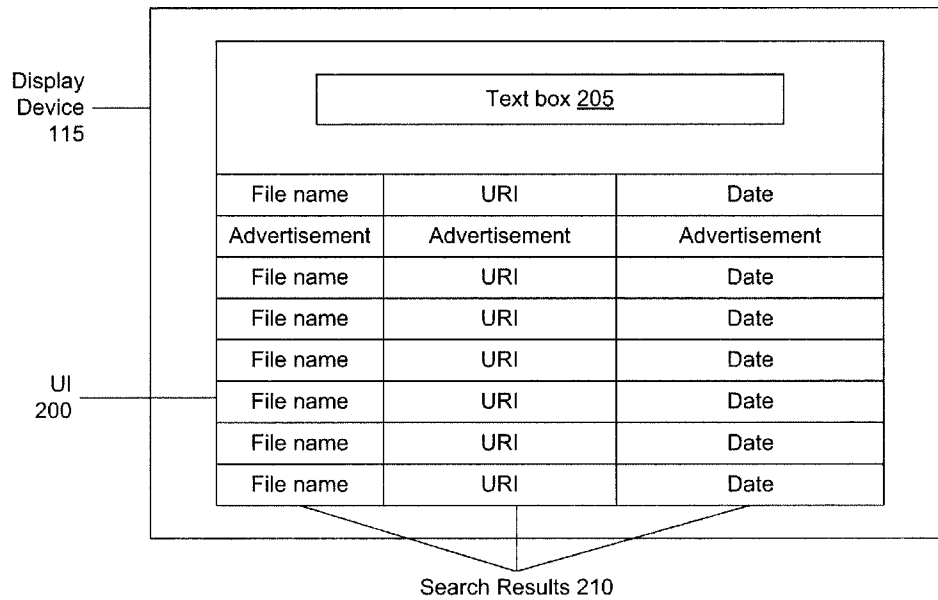 Display
Device
115
Text box 205
File name URI Date
Advertisement Advertisement Advertisement
File name URI Date
File name URI Date
File name URI Date
UI
200
File name URI Date
File name URI Date
File name URI Date
Search Results 210